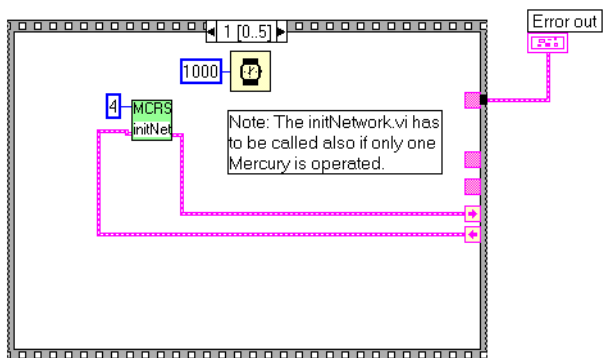 Error out
1 [0..5]
1000
4
MCRS
initNet
Note: The initNetwork.vi has
to be called also if only one
Mercury is operated.